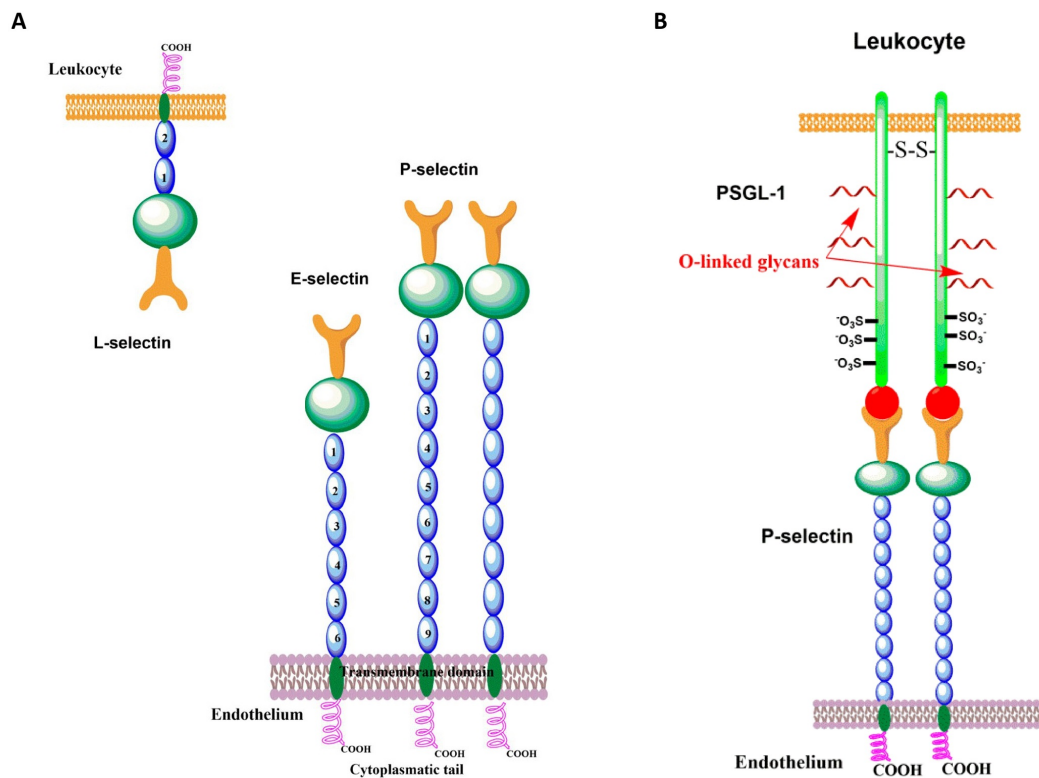 A
COOH
Leukocyte
2
1
L-selectin
P-selectin
E-selectin
1
2
3
4
5
6
1
2
3
4
5
6
7
8
9
Transmembrane domain
Endothelium
COOH
COOH
COOH
Cytoplasmatic tail
B
Leukocyte
-S-S-
PSGL-1
O-linked glycans
-O3S
-O3S
-O3S
SO3-
SO3-
SO3-
P-selectin
Endothelium
COOH
COOH